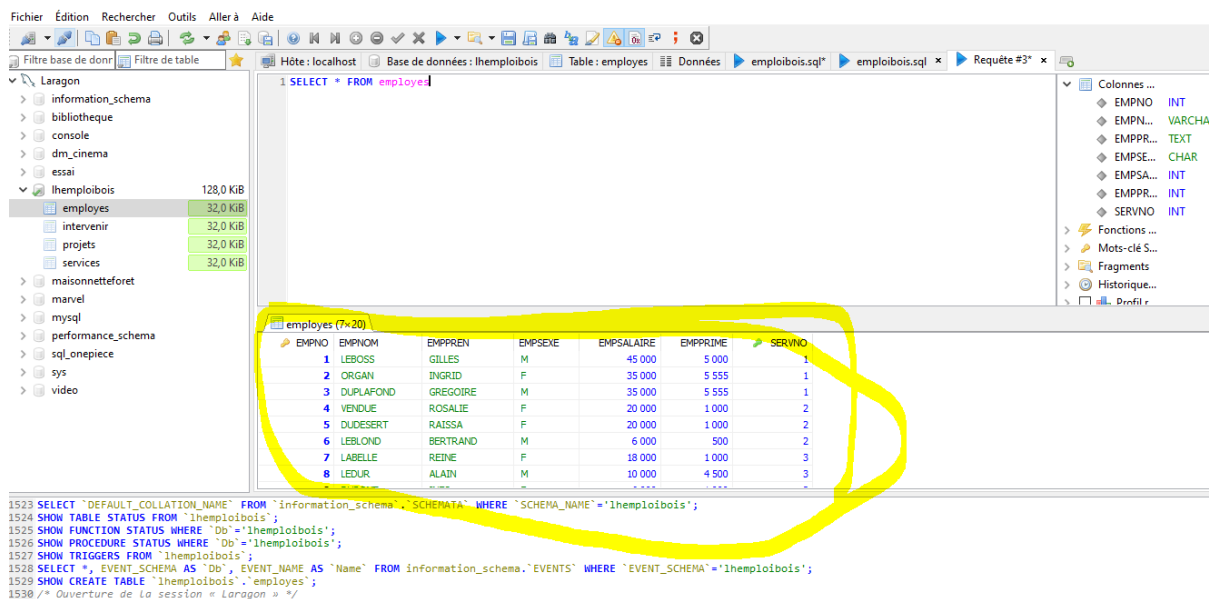 Fichier Édition Rechercher Outils Aller à Aide
Filtre base de donr Filtre de table
Hôte : localhost Base de données : lhemploibois Table : employes Données emploibois.sql* emploibois.sql × Requête #3* ×
Laragon
information_schema
bibliotheque
console
dm_cinema
essai
lhemploibois 128,0 KiB
employes 32,0 KiB
intervenir 32,0 KiB
projets 32,0 KiB
services 32,0 KiB
maisonnetteforet
marvel
mysql
performance_schema
sql_onepiece
sys
video
1 SELECT * FROM employes
Colonnes ...
EMPNO INT
EMPN... VARCHA
EMPPR... TEXT
EMPSE... CHAR
EMPSA... INT
EMPPR... INT
SERVNO INT
Fonctions ...
Mots-clé S...
Fragments
Historique...
Profil r
employes (7×20)
EMPNO EMPNOM EMPPREN EMPSEXE EMPSALAIRE EMPPRIME SERVNO
1 LEBOSS GILLES M 45 000 5 000 1
2 ORGAN INGRID F 35 000 5 555 1
3 DUPLAFOND GREGOIRE M 35 000 5 555 1
4 VENDUE ROSALIE F 20 000 1 000 2
5 DUDESERT RAISSA F 20 000 1 000 2
6 LEBLOND BERTRAND M 6 000 500 2
7 LABELLE REINE F 18 000 1 000 3
8 LEDUR ALAIN M 10 000 4 500 3
1523 SELECT `DEFAULT_COLLATION_NAME` FROM `information_schema`.`SCHEMATA` WHERE `SCHEMA_NAME`='lhemploibois';
1524 SHOW TABLE STATUS FROM `lhemploibois`;
1525 SHOW FUNCTION STATUS WHERE `Db`='lhemploibois';
1526 SHOW PROCEDURE STATUS WHERE `Db`='lhemploibois';
1527 SHOW TRIGGERS FROM `lhemploibois`;
1528 SELECT *, EVENT_SCHEMA AS `Db`, EVENT_NAME AS `Name` FROM information_schema.`EVENTS` WHERE `EVENT_SCHEMA`='lhemploibois';
1529 SHOW CREATE TABLE `lhemploibois`.`employes`;
1530 /* Ouverture de la session « Laragon » */